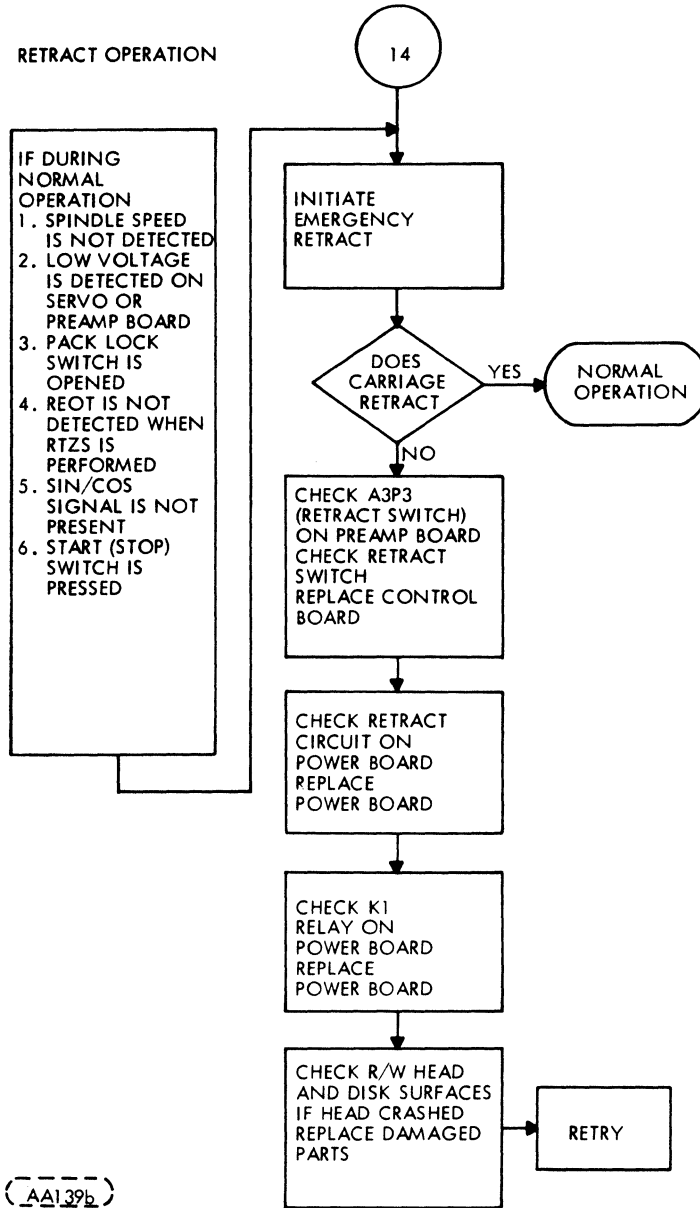 RETRACT OPERATION
14
IF DURING
NORMAL
OPERATION
1. SPINDLE SPEED
IS NOT DETECTED
2. LOW VOLTAGE
IS DETECTED ON
SERVO OR
PREAMP BOARD
3. PACK LOCK
SWITCH IS
OPENED
4. REOT IS NOT
DETECTED WHEN
RTZS IS
PERFORMED
5. SIN/COS
SIGNAL IS NOT
PRESENT
6. START (STOP)
SWITCH IS
PRESSED
INITIATE
EMERGENCY
RETRACT
DOES
CARRIAGE
RETRACT
YES
NORMAL
OPERATION
NO
CHECK A3P3
(RETRACT SWITCH)
ON PREAMP BOARD
CHECK RETRACT
SWITCH
REPLACE CONTROL
BOARD
CHECK RETRACT
CIRCUIT ON
POWER BOARD
REPLACE
POWER BOARD
CHECK K1
RELAY ON
POWER BOARD
REPLACE
POWER BOARD
CHECK R/W HEAD
AND DISK SURFACES
IF HEAD CRASHED
REPLACE DAMAGED
PARTS
RETRY
AA139b